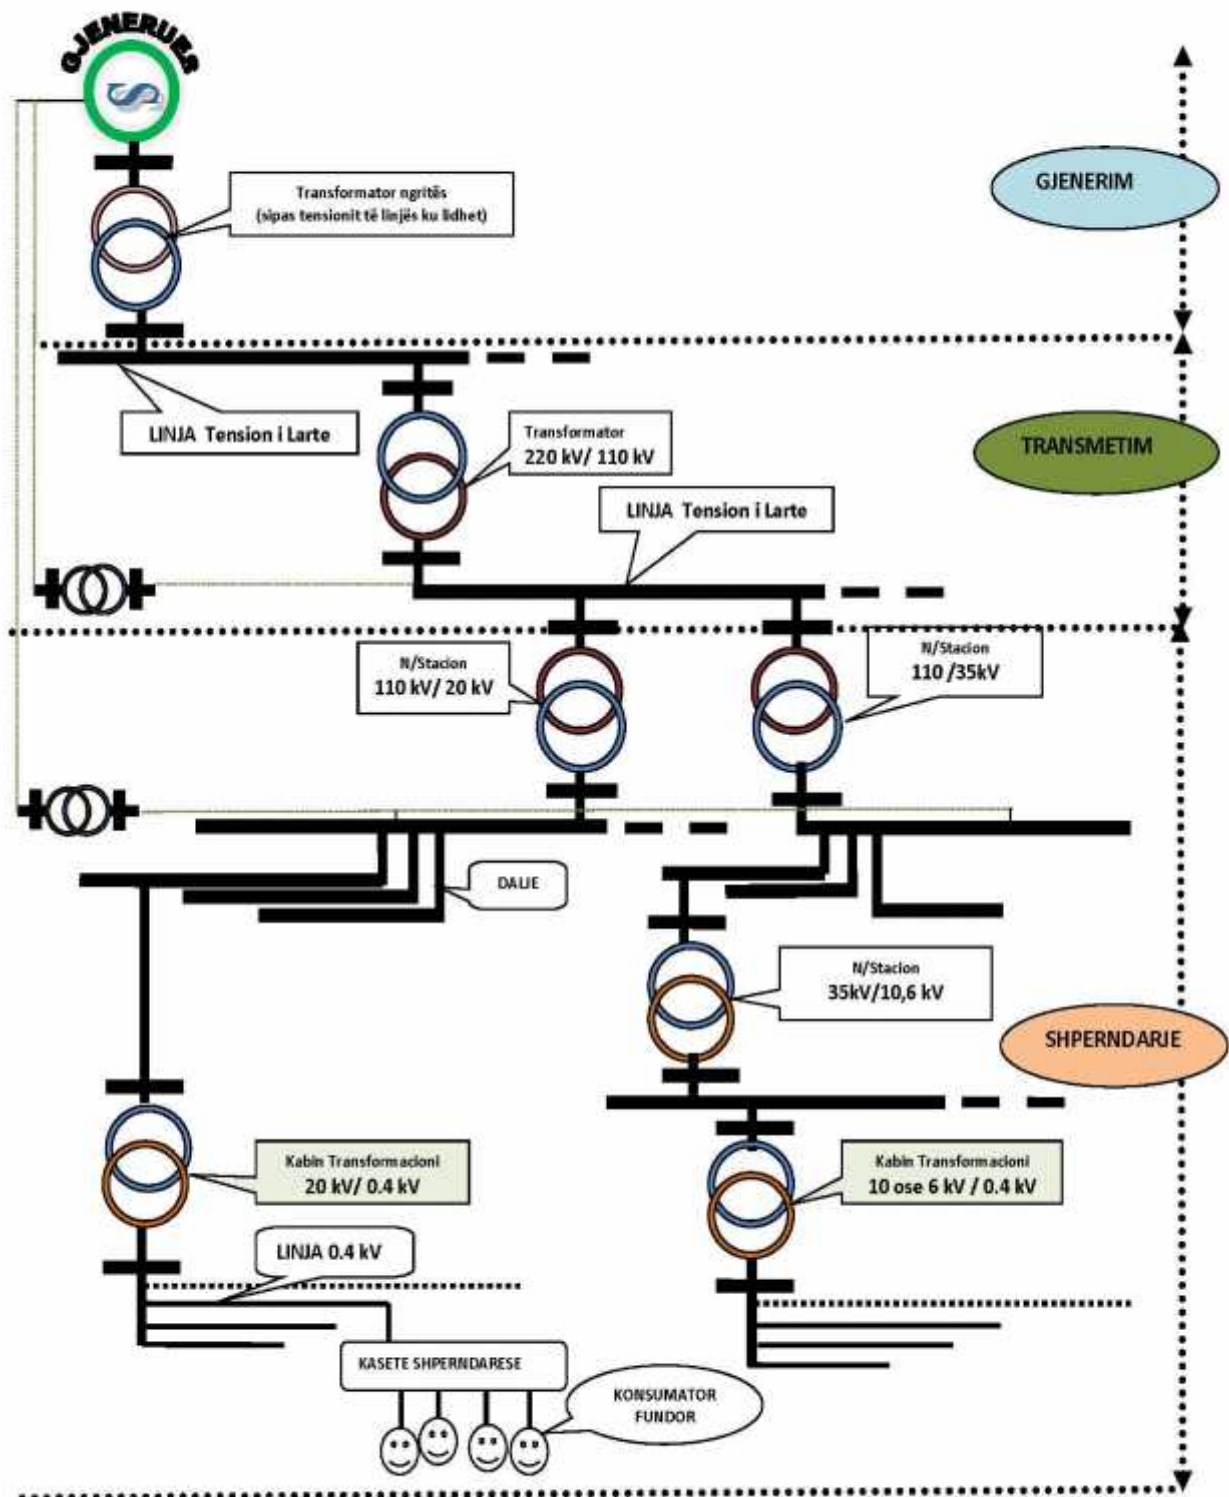 GJENERUES
Transformator ngritës
(sipas tensionit të linjës ku lidhet)
GJENERIM
LINJA Tension i Larte
Transformator
220 kV/ 110 kV
TRANSMETIM
LINJA Tension i Larte
N/Stacion
110 kV/ 20 kV
N/Stacion
110 /35kV
DALJE
N/Stacion
35kV/10,6 kV
SHPERNDARJE
Kabin Transformacioni
20 kV/ 0.4 kV
Kabin Transformacioni
10 ose 6 kV / 0.4 kV
LINJA 0.4 kV
KASETE SHPERNDARESE
KONSUMATOR
FUNDOR